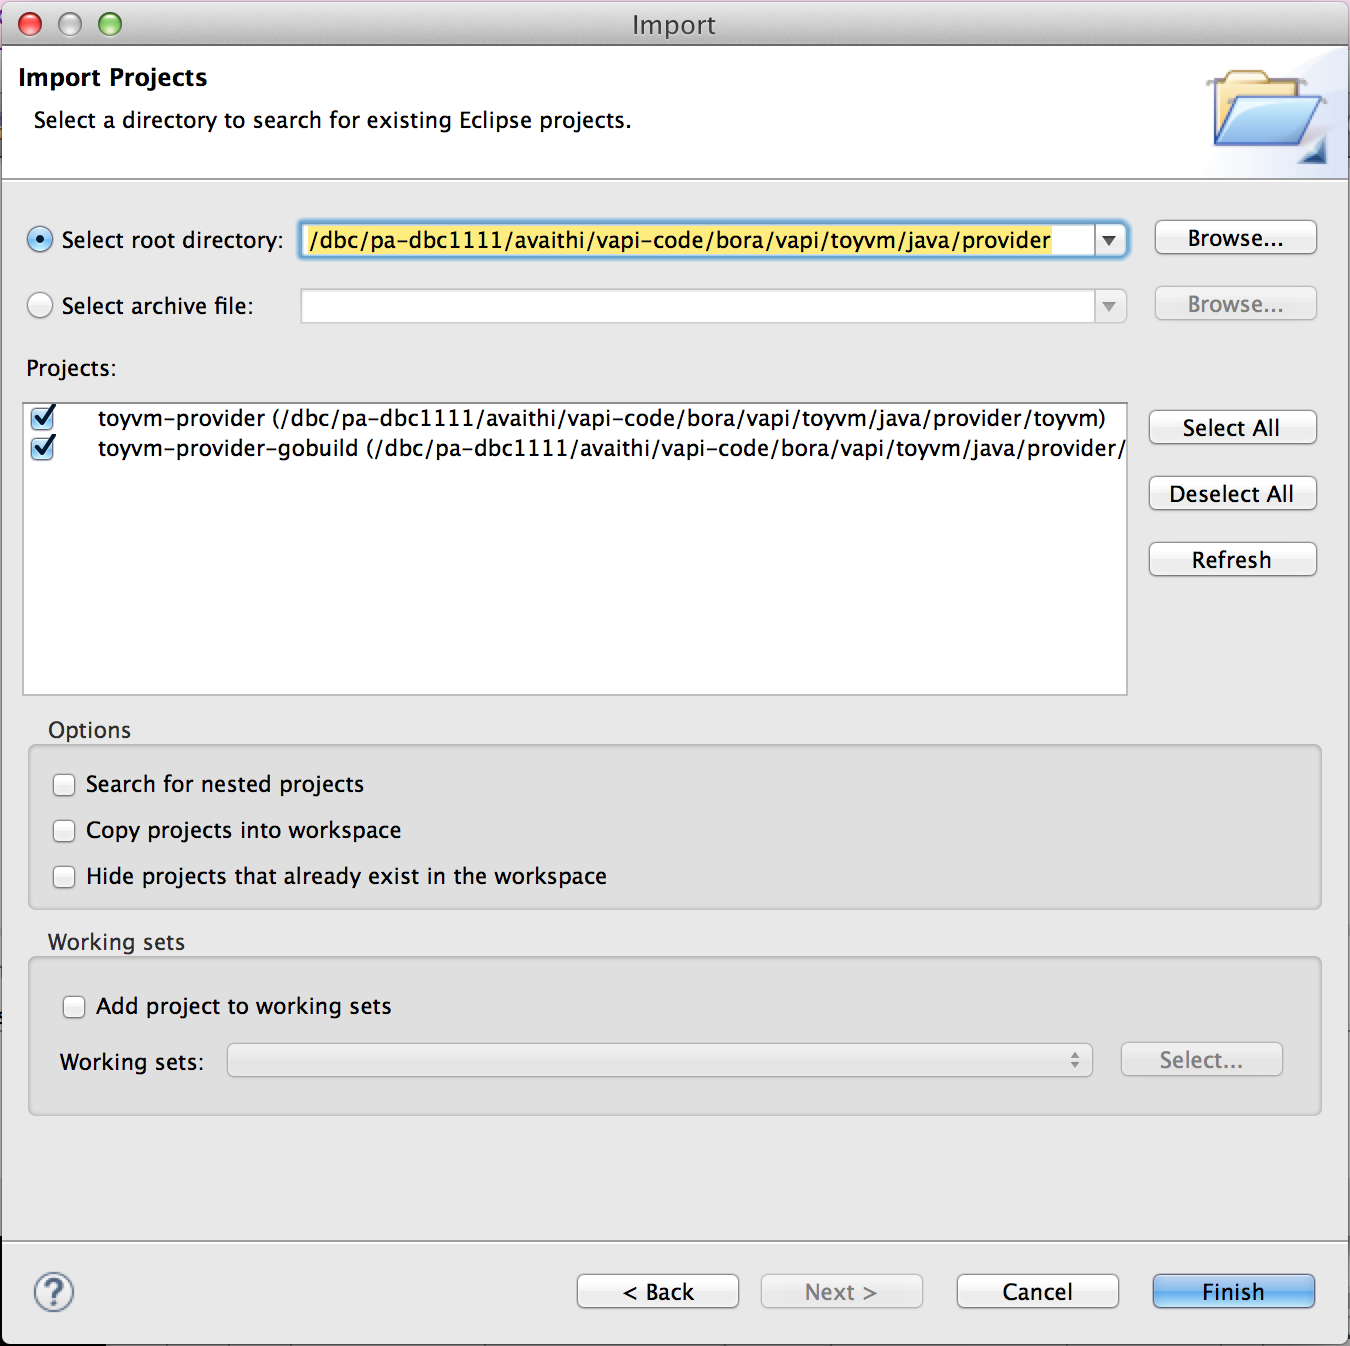 Import
Import Projects
Select a directory to search for existing Eclipse projects.
Select root directory: /dbc/pa-dbc1111/avaithi/vapi-code/bora/vapi/toyvm/java/provider Browse...
Select archive file: Browse...
Projects:
toyvm-provider (/dbc/pa-dbc1111/avaithi/vapi-code/bora/vapi/toyvm/java/provider/toyvm)
toyvm-provider-gobuild (/dbc/pa-dbc1111/avaithi/vapi-code/bora/vapi/toyvm/java/provider/
Select All
Deselect All
Refresh
Options
Search for nested projects
Copy projects into workspace
Hide projects that already exist in the workspace
Working sets
Add project to working sets
Working sets: Select...
? < Back Next > Cancel Finish